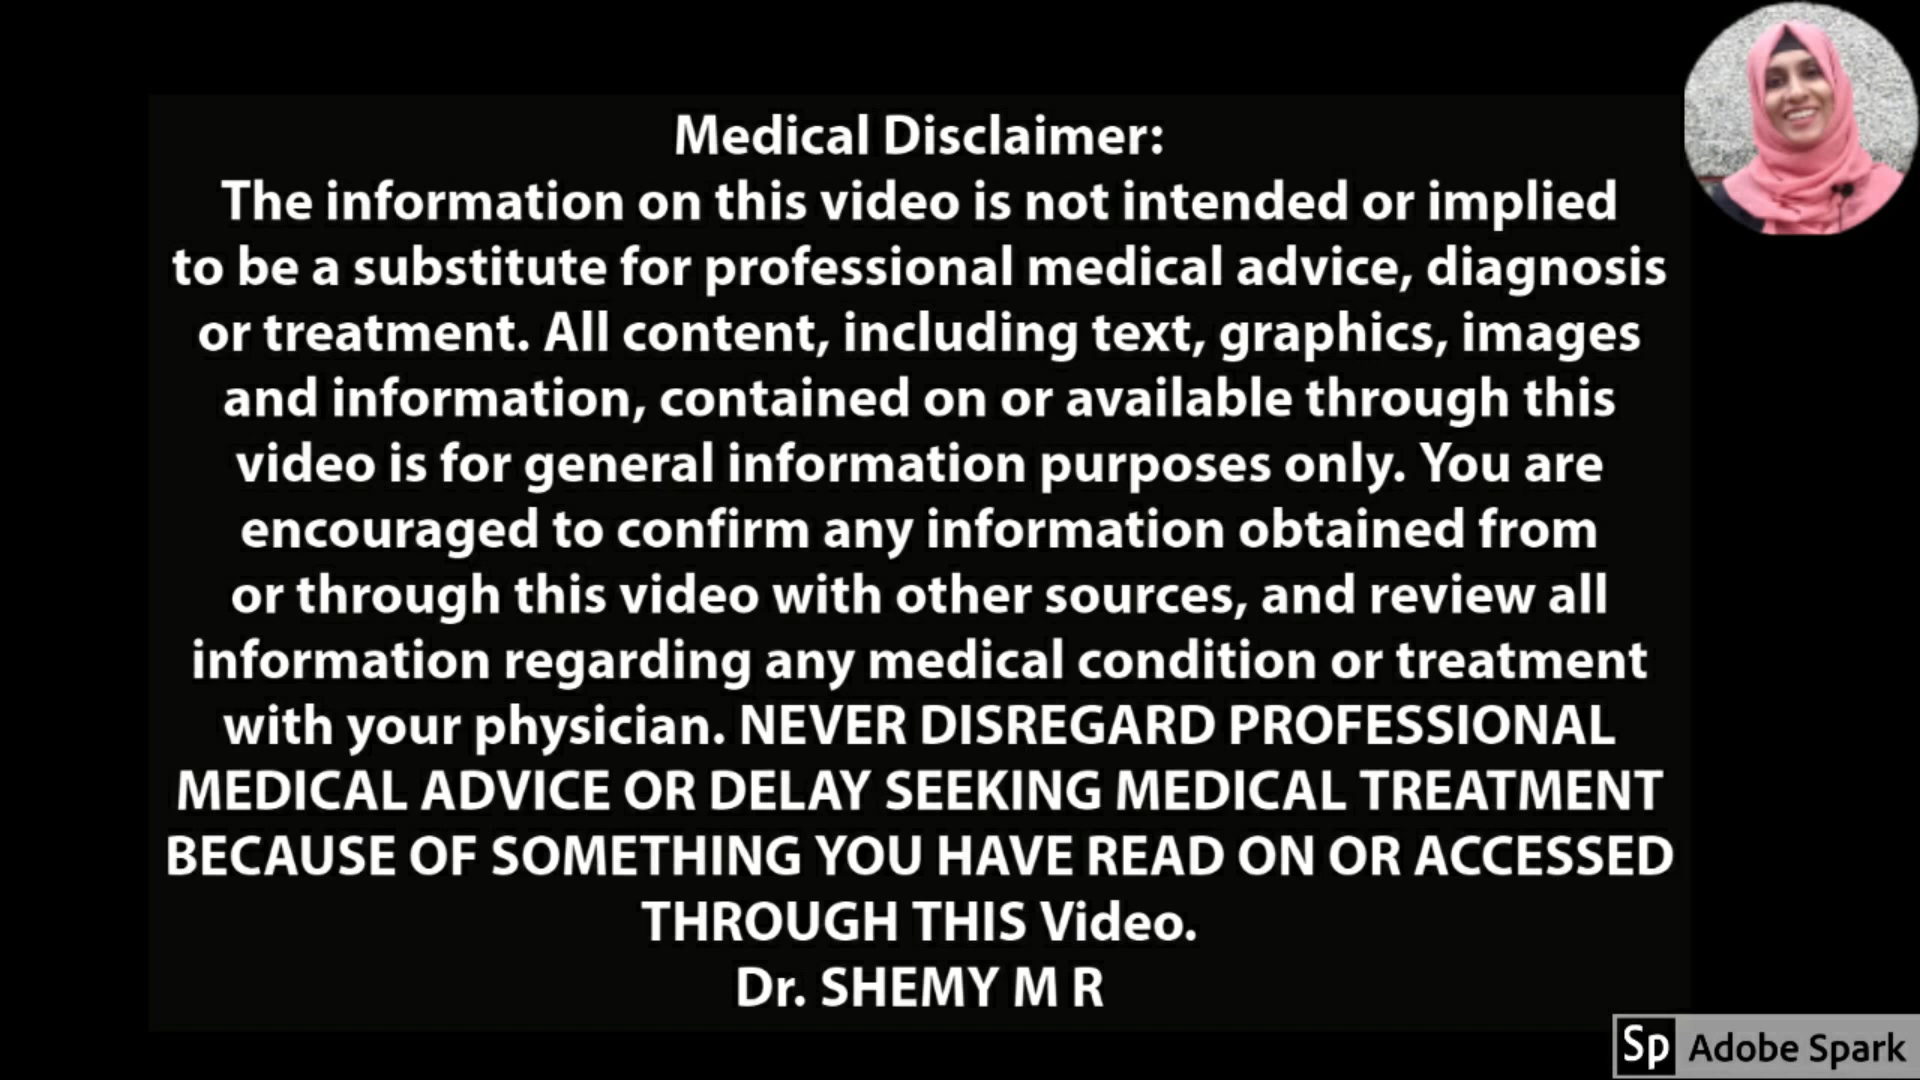 Medical Disclaimer:
The information on this video is not intended or implied
to be a substitute for professional medical advice, diagnosis
or treatment. All content, including text, graphics, images
and information, contained on or available through this
video is for general information purposes only. You are
encouraged to confirm any information obtained from
or through this video with other sources, and review all
information regarding any medical condition or treatment
with your physician. NEVER DISREGARD PROFESSIONAL
MEDICAL ADVICE OR DELAY SEEKING MEDICAL TREATMENT
BECAUSE OF SOMETHING YOU HAVE READ ON OR ACCESSED
THROUGH THIS Video.
Dr. SHEMY M R
Sp Adobe Spark